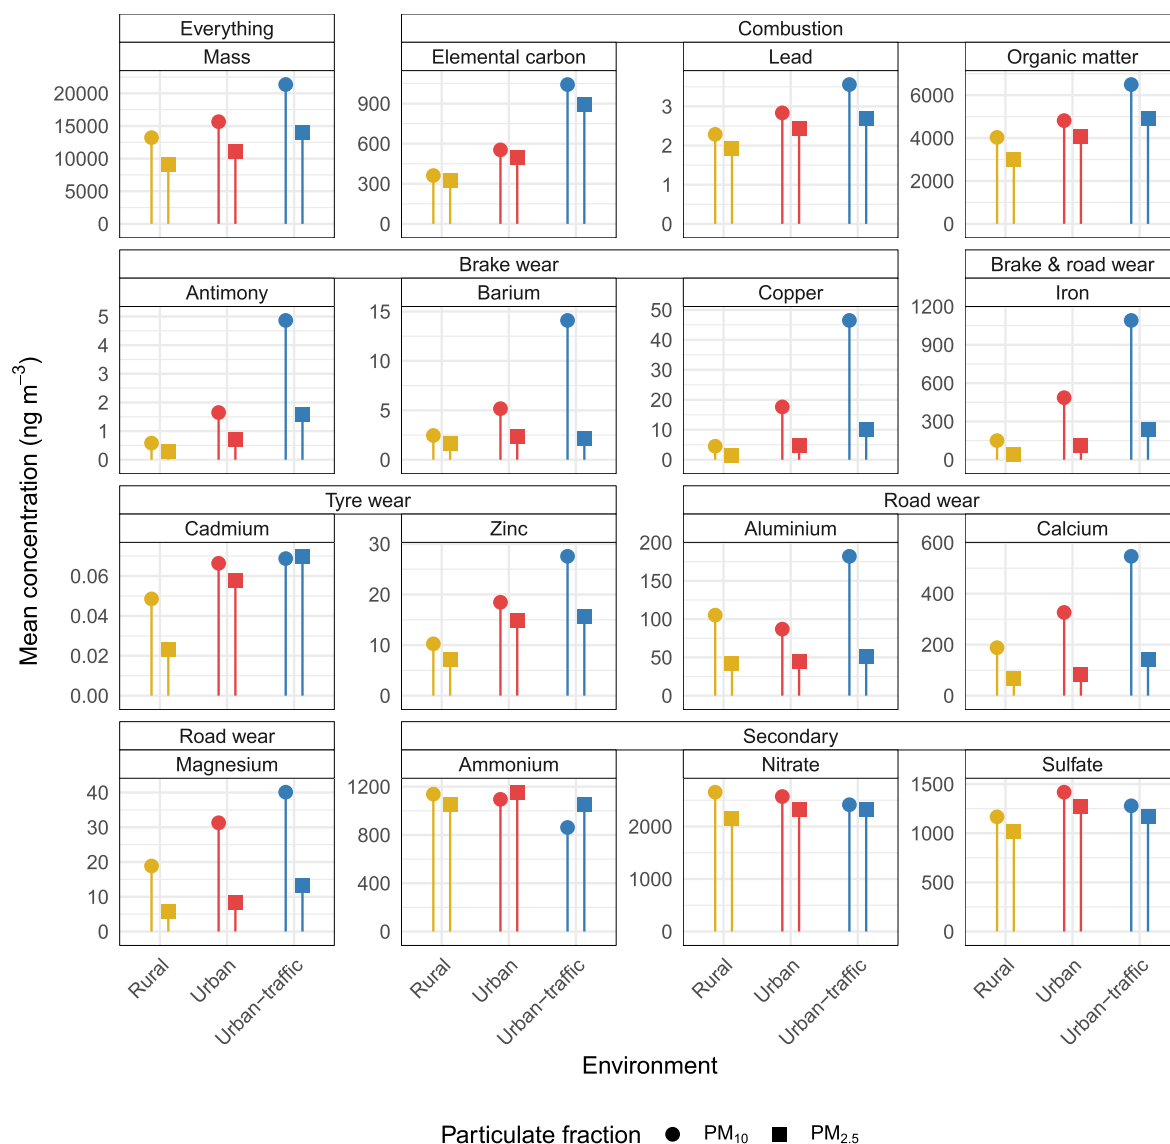 Everything
Combustion
Mass
Elemental carbon
Lead
Organic matter
20000
15000
10000
5000
0
900
600
300
0
3
2
1
0
6000
4000
2000
0
Brake wear
Brake & road wear
Antimony
Barium
Copper
Iron
5
4
3
2
1
0
15
10
5
0
50
40
30
20
10
0
1200
900
600
300
0
Mean concentration (ng m−3)
Tyre wear
Road wear
Cadmium
Zinc
Aluminium
Calcium
0.06
0.04
0.02
0.00
30
20
10
0
200
150
100
50
0
600
400
200
0
Road wear
Secondary
Magnesium
Ammonium
Nitrate
Sulfate
40
30
20
10
0
1200
800
400
0
2000
1000
0
1500
1000
500
0
Rural
Urban
Urban−traffic
Rural
Urban
Urban−traffic
Rural
Urban
Urban−traffic
Rural
Urban
Urban−traffic
Environment
Particulate fraction PM10 PM2.5